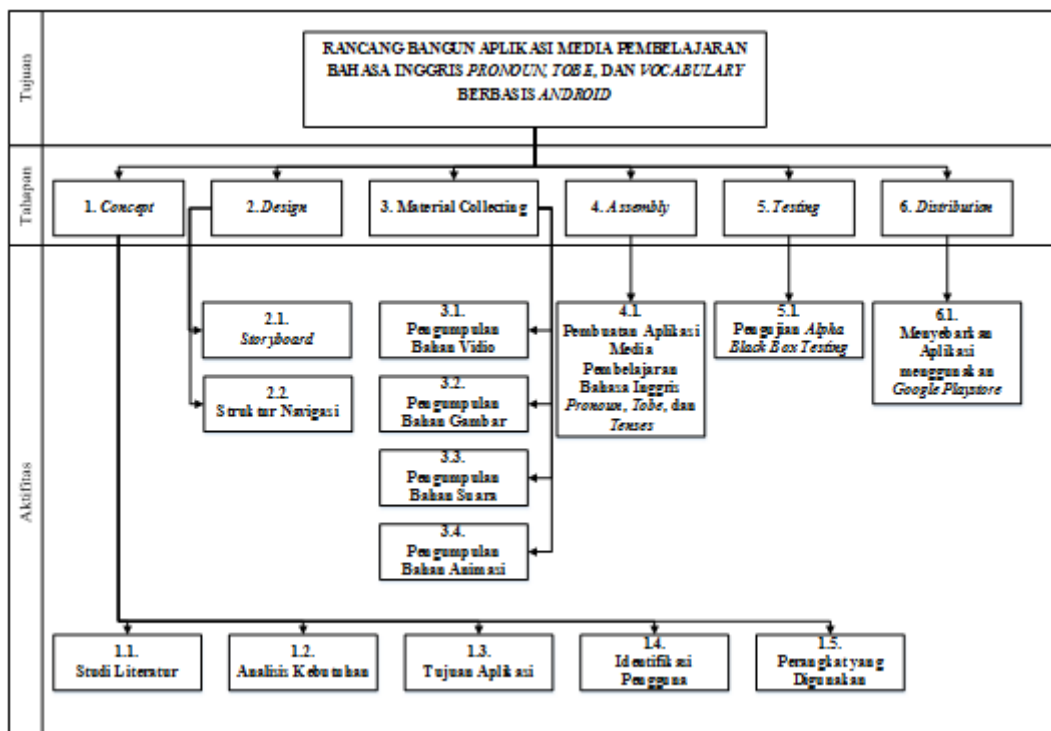 Tujuan
RANCANG BANGUN APLIKASI MEDIA PEMBELAJARAN
BAHASA INGGRIS PRONOUN, TOBE, DAN VOCABULARY
BERBASIS ANDROID
Tahapan
1. Concept
2. Design
3. Material Collecting
4. Assembly
5. Testing
6. Distribution
Aktifitas
2.1.
Storyboard
2.2.
Struktur Navigasi
3.1.
Pengumpulan
Bahan Vidio
3.2.
Pengumpulan
Bahan Gambar
3.3.
Pengumpulan
Bahan Suara
3.4.
Pengumpulan
Bahan Animasi
4.1.
Pembuatan Aplikasi
Media
Pembelajaran
Bahasa Inggris
Pronoun, Tobe, dan
Tenses
5.1.
Pengujian Alpha
Black Box Testing
6.1.
Menyebarkan
Aplikasi
menggunakan
Google Playstore
1.1.
Studi Literatur
1.2.
Analisis Kebutuhan
1.3.
Tujuan Aplikasi
1.4.
Identifikasi
Pengguna
1.5.
Perangkat yang
Digunakan